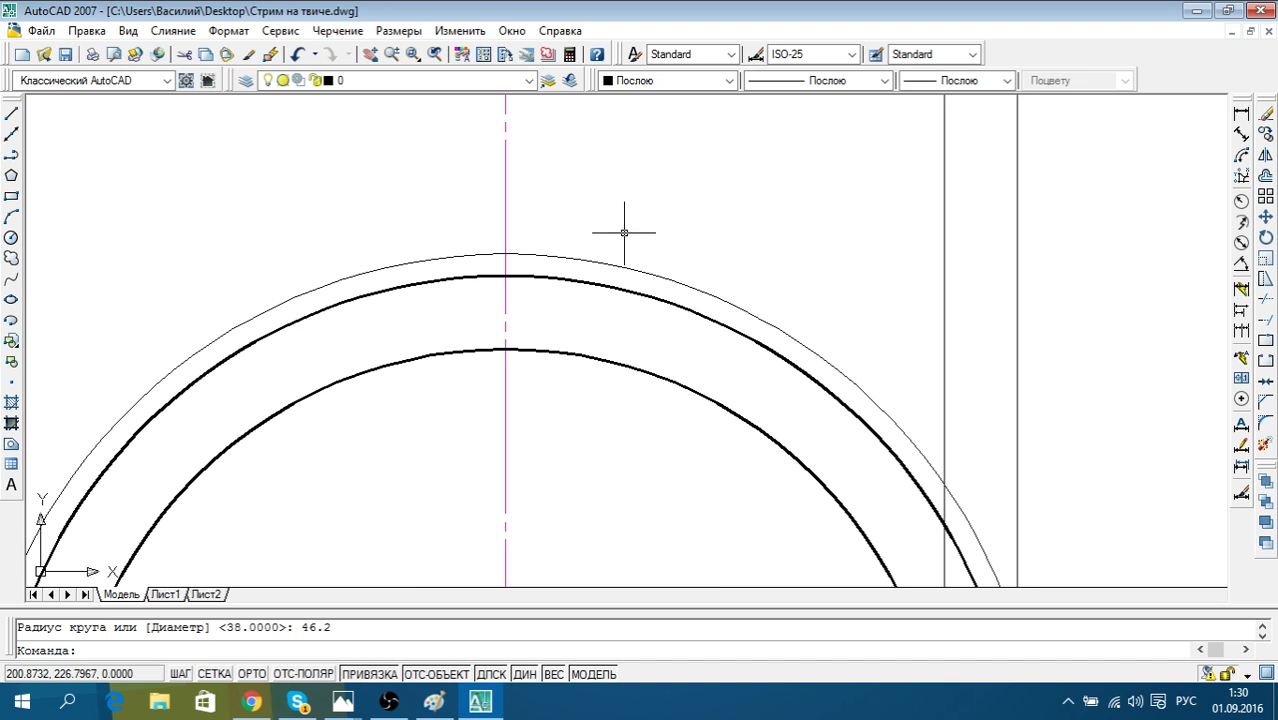 AutoCAD 2007 - [C:\Users\Василий\Desktop\Стрим на твиче.dwg]
Файл Правка Вид Слияние Формат Сервис Черчение Размеры Изменить Окно Справка
Standard ISO-25 Standard
Классический AutoCAD 0 Послою Послою Послою Поцвету
Y
X
Модель Лист1 Лист2
Радиус круга или [Диаметр] <38.0000>: 46.2
Команда:
200.8732, 226.7967, 0.0000 ШАГ СЕТКА ОРТО ОТС-ПОЛЯР ПРИВЯЗКА ОТС-ОБЪЕКТ ДПСК ДИН ВЕС МОДЕЛЬ
РУС
1:30
01.09.2016